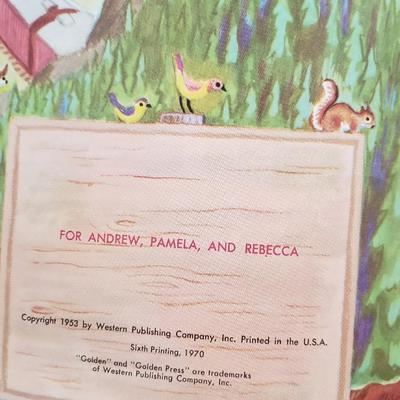 FOR ANDREW, PAMELA, AND REBECCA
Copyright 1953 by Western Publishing Company, Inc. Printed in the U.S.A.
Sixth Printing, 1970
"Golden" and "Golden Press" are trademarks
of Western Publishing Company, Inc.